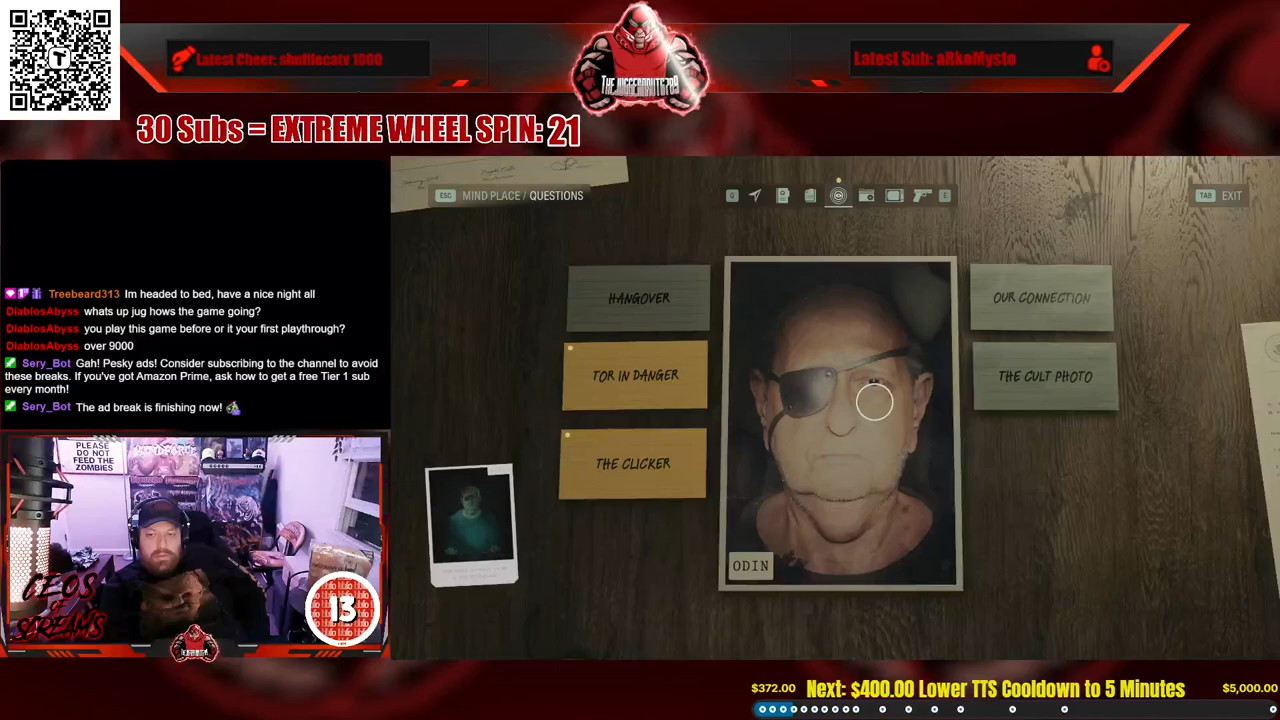 Latest Cheer: shufflecatv 1000
THEJUGGERNAUT6789
Latest Sub: aRkoMysto
30 Subs = EXTREME WHEEL SPIN: 21
ESC MIND PLACE / QUESTIONS
Q
E
TAB EXIT
Treebeard313 Im headed to bed, have a nice night all
DiablosAbyss whats up jug hows the game going?
DiablosAbyss you play this game before or it your first playthrough?
DiablosAbyss over 9000
Sery_Bot Gah! Pesky ads! Consider subscribing to the channel to avoid
these breaks. If you've got Amazon Prime, ask how to get a free Tier 1 sub
every month!
Sery_Bot The ad break is finishing now!
HANGOVER
TOR IN DANGER
THE CLICKER
OUR CONNECTION
THE CULT PHOTO
ODIN
PLEASE
DO NOT
FEED THE
ZOMBIES
CEOS
OF
SCREAMS
13
$372.00 Next: $400.00 Lower TTS Cooldown to 5 Minutes $5,000.00